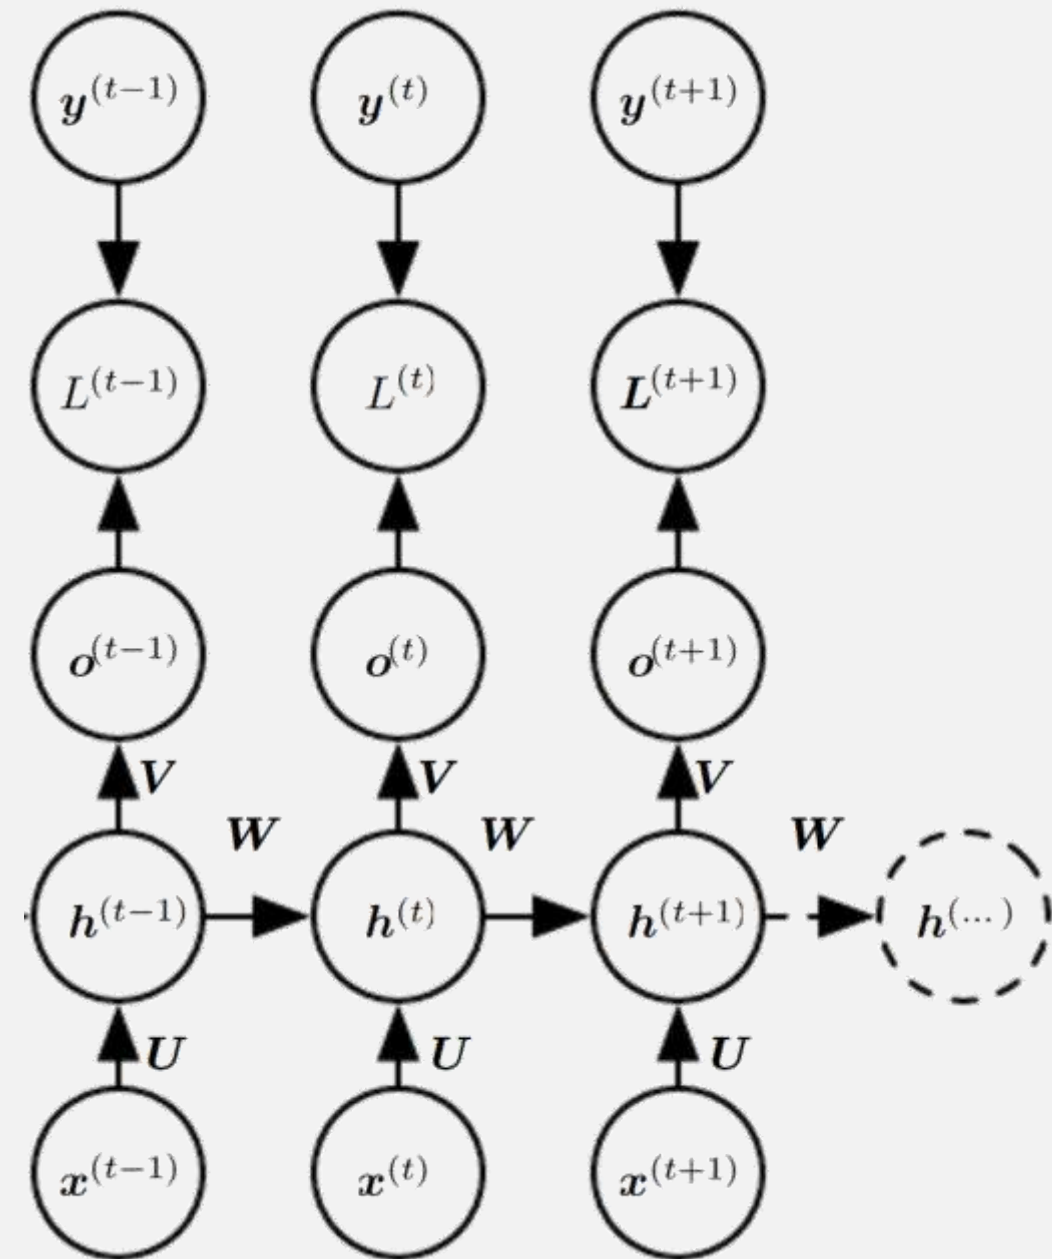 y^(t−1) y^(t) y^(t+1)
L^(t−1) L^(t) L^(t+1)
o^(t−1) o^(t) o^(t+1)
V V V
W W W
h^(t−1) h^(t) h^(t+1) h^(...)
U U U
x^(t−1) x^(t) x^(t+1)